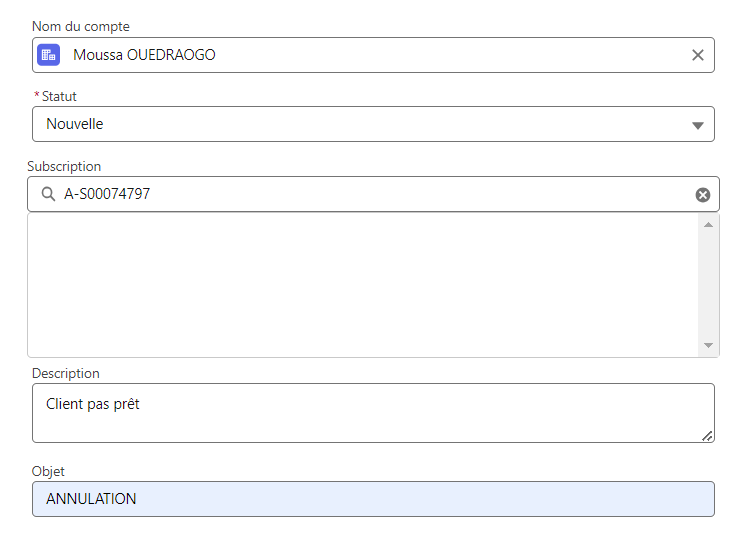 Nom du compte
Moussa OUEDRAOGO
* Statut
Nouvelle
Subscription
A-S00074797
Description
Client pas prêt
Objet
ANNULATION